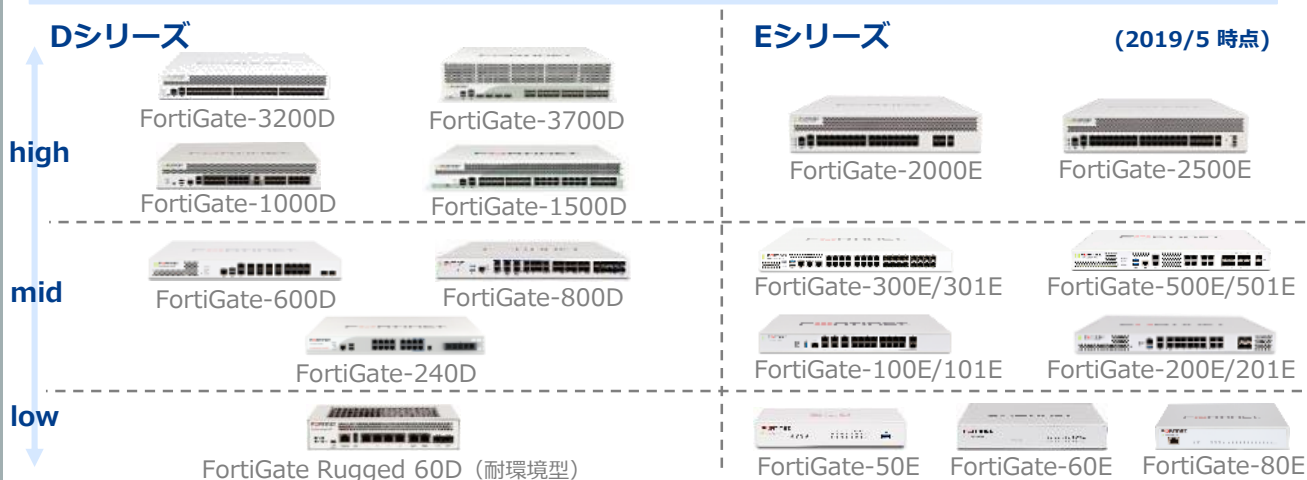 Dシリーズ
Eシリーズ
(2019/5 時点)
high
FortiGate-3200D
FortiGate-3700D
FortiGate-2000E
FortiGate-2500E
FortiGate-1000D
FortiGate-1500D
mid
FortiGate-600D
FortiGate-800D
FortiGate-300E/301E
FortiGate-500E/501E
FortiGate-240D
FortiGate-100E/101E
FortiGate-200E/201E
low
FortiGate Rugged 60D（耐環境型）
FortiGate-50E
FortiGate-60E
FortiGate-80E